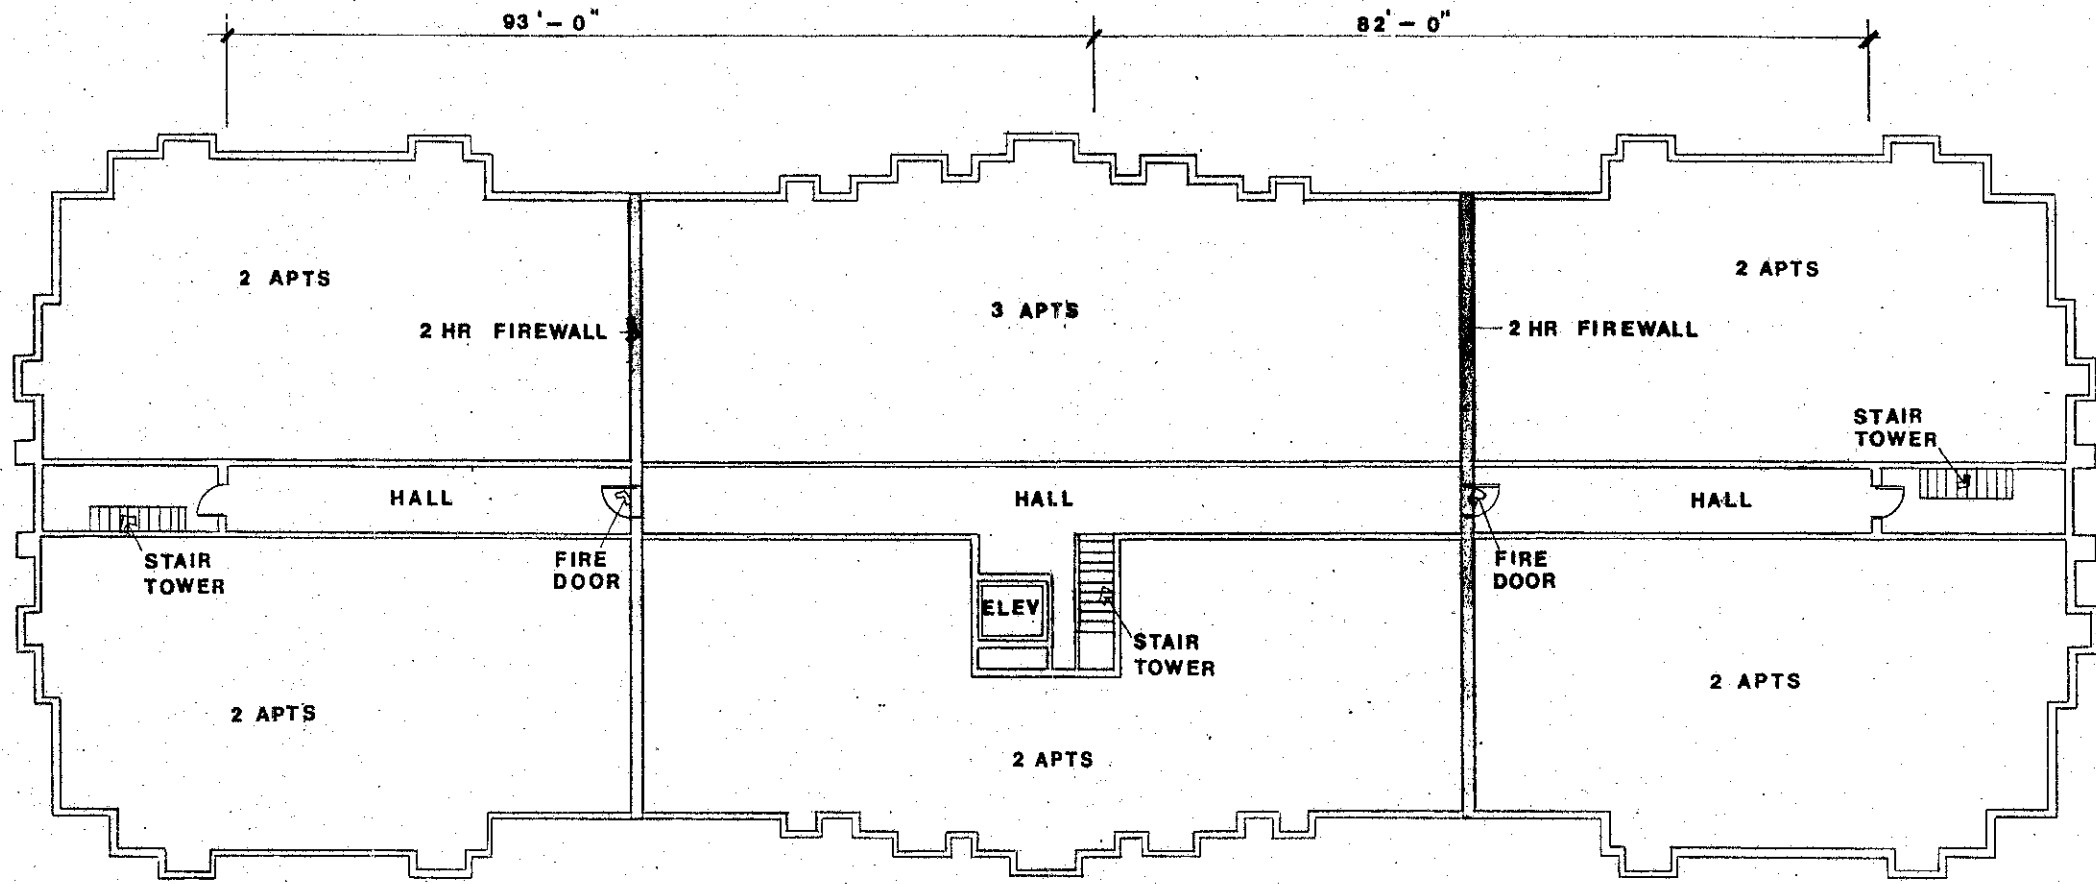 93'-0"
82'-0"
2 APTS
2 APTS
3 APTS
2 HR FIREWALL
2 HR FIREWALL
STAIR
TOWER
HALL
HALL
HALL
STAIR
TOWER
FIRE
DOOR
FIRE
DOOR
ELEV
STAIR
TOWER
2 APTS
2 APTS
2 APTS